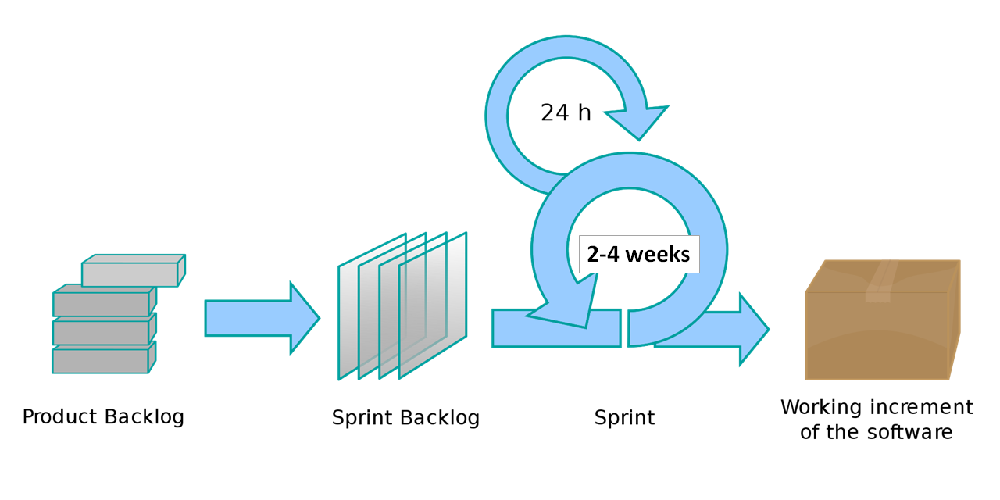 24 h
2-4 weeks
Product Backlog
Sprint Backlog
Sprint
Working increment
of the software